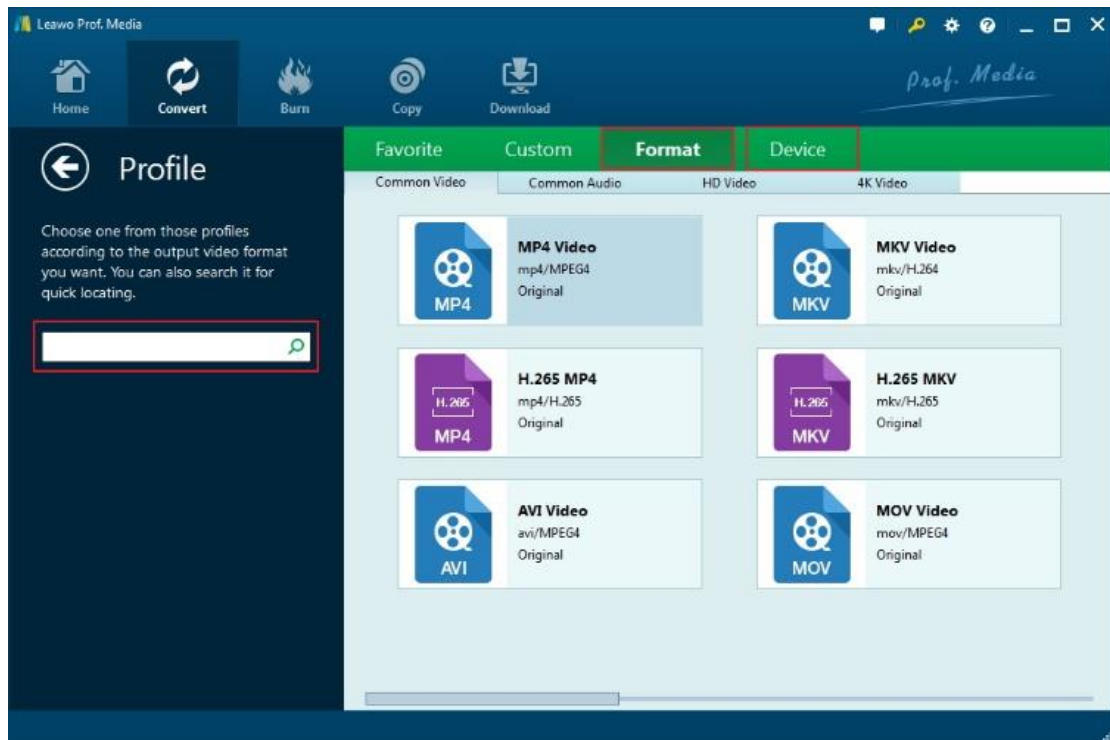 Leawo Prof. Media
Home
Convert
Burn
Copy
Download
Prof. Media
Profile
Choose one from those profiles
according to the output video format
you want. You can also search it for
quick locating.
Favorite
Custom
Format
Device
Common Video
Common Audio
HD Video
4K Video
MP4
MP4 Video
mp4/MPEG4
Original
MKV
MKV Video
mkv/H.264
Original
H.265
MP4
H.265 MP4
mp4/H.265
Original
H.265
MKV
H.265 MKV
mkv/H.265
Original
AVI
AVI Video
avi/MPEG4
Original
MOV
MOV Video
mov/MPEG4
Original